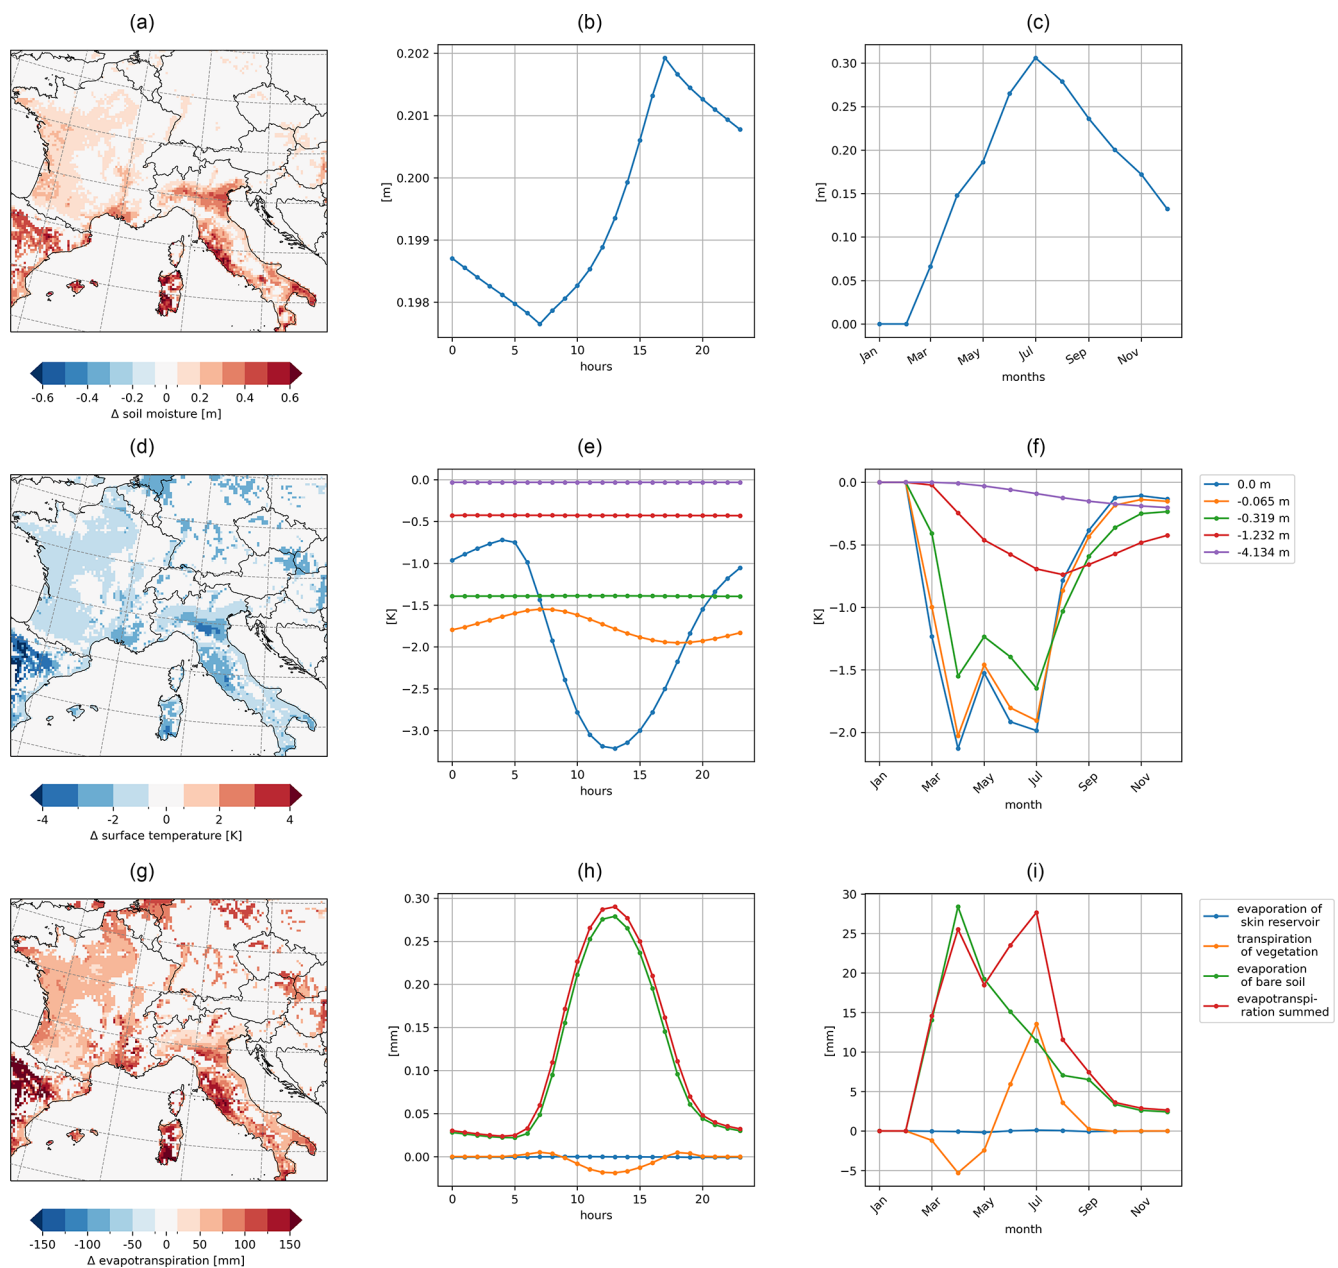 (a)
(b)
(c)
0.202
0.201
0.200
0.199
0.198
[m]
0 5 10 15 20
hours
0.30
0.25
0.20
0.15
0.10
0.05
0.00
[m]
Jan Mar May Jul Sep Nov
months
-0.6 -0.4 -0.2 0 0.2 0.4 0.6
Δ soil moisture [m]
(d)
(e)
(f)
0.0
−0.5
−1.0
−1.5
−2.0
−2.5
−3.0
[K]
0 5 10 15 20
hours
0.0
−0.5
−1.0
−1.5
−2.0
[K]
Jan Mar May Jul Sep Nov
month
0.0 m
-0.065 m
-0.319 m
-1.232 m
-4.134 m
-4 -2 0 2 4
Δ surface temperature [K]
(g)
(h)
(i)
0.30
0.25
0.20
0.15
0.10
0.05
0.00
[mm]
0 5 10 15 20
hours
30
25
20
15
10
5
0
−5
[mm]
Jan Mar May Jul Sep Nov
month
evaporation of
skin reservoir
transpiration
of vegetation
evaporation
of bare soil
evapotranspi-
ration summed
-150 -100 -50 0 50 100 150
Δ evapotranspiration [mm]